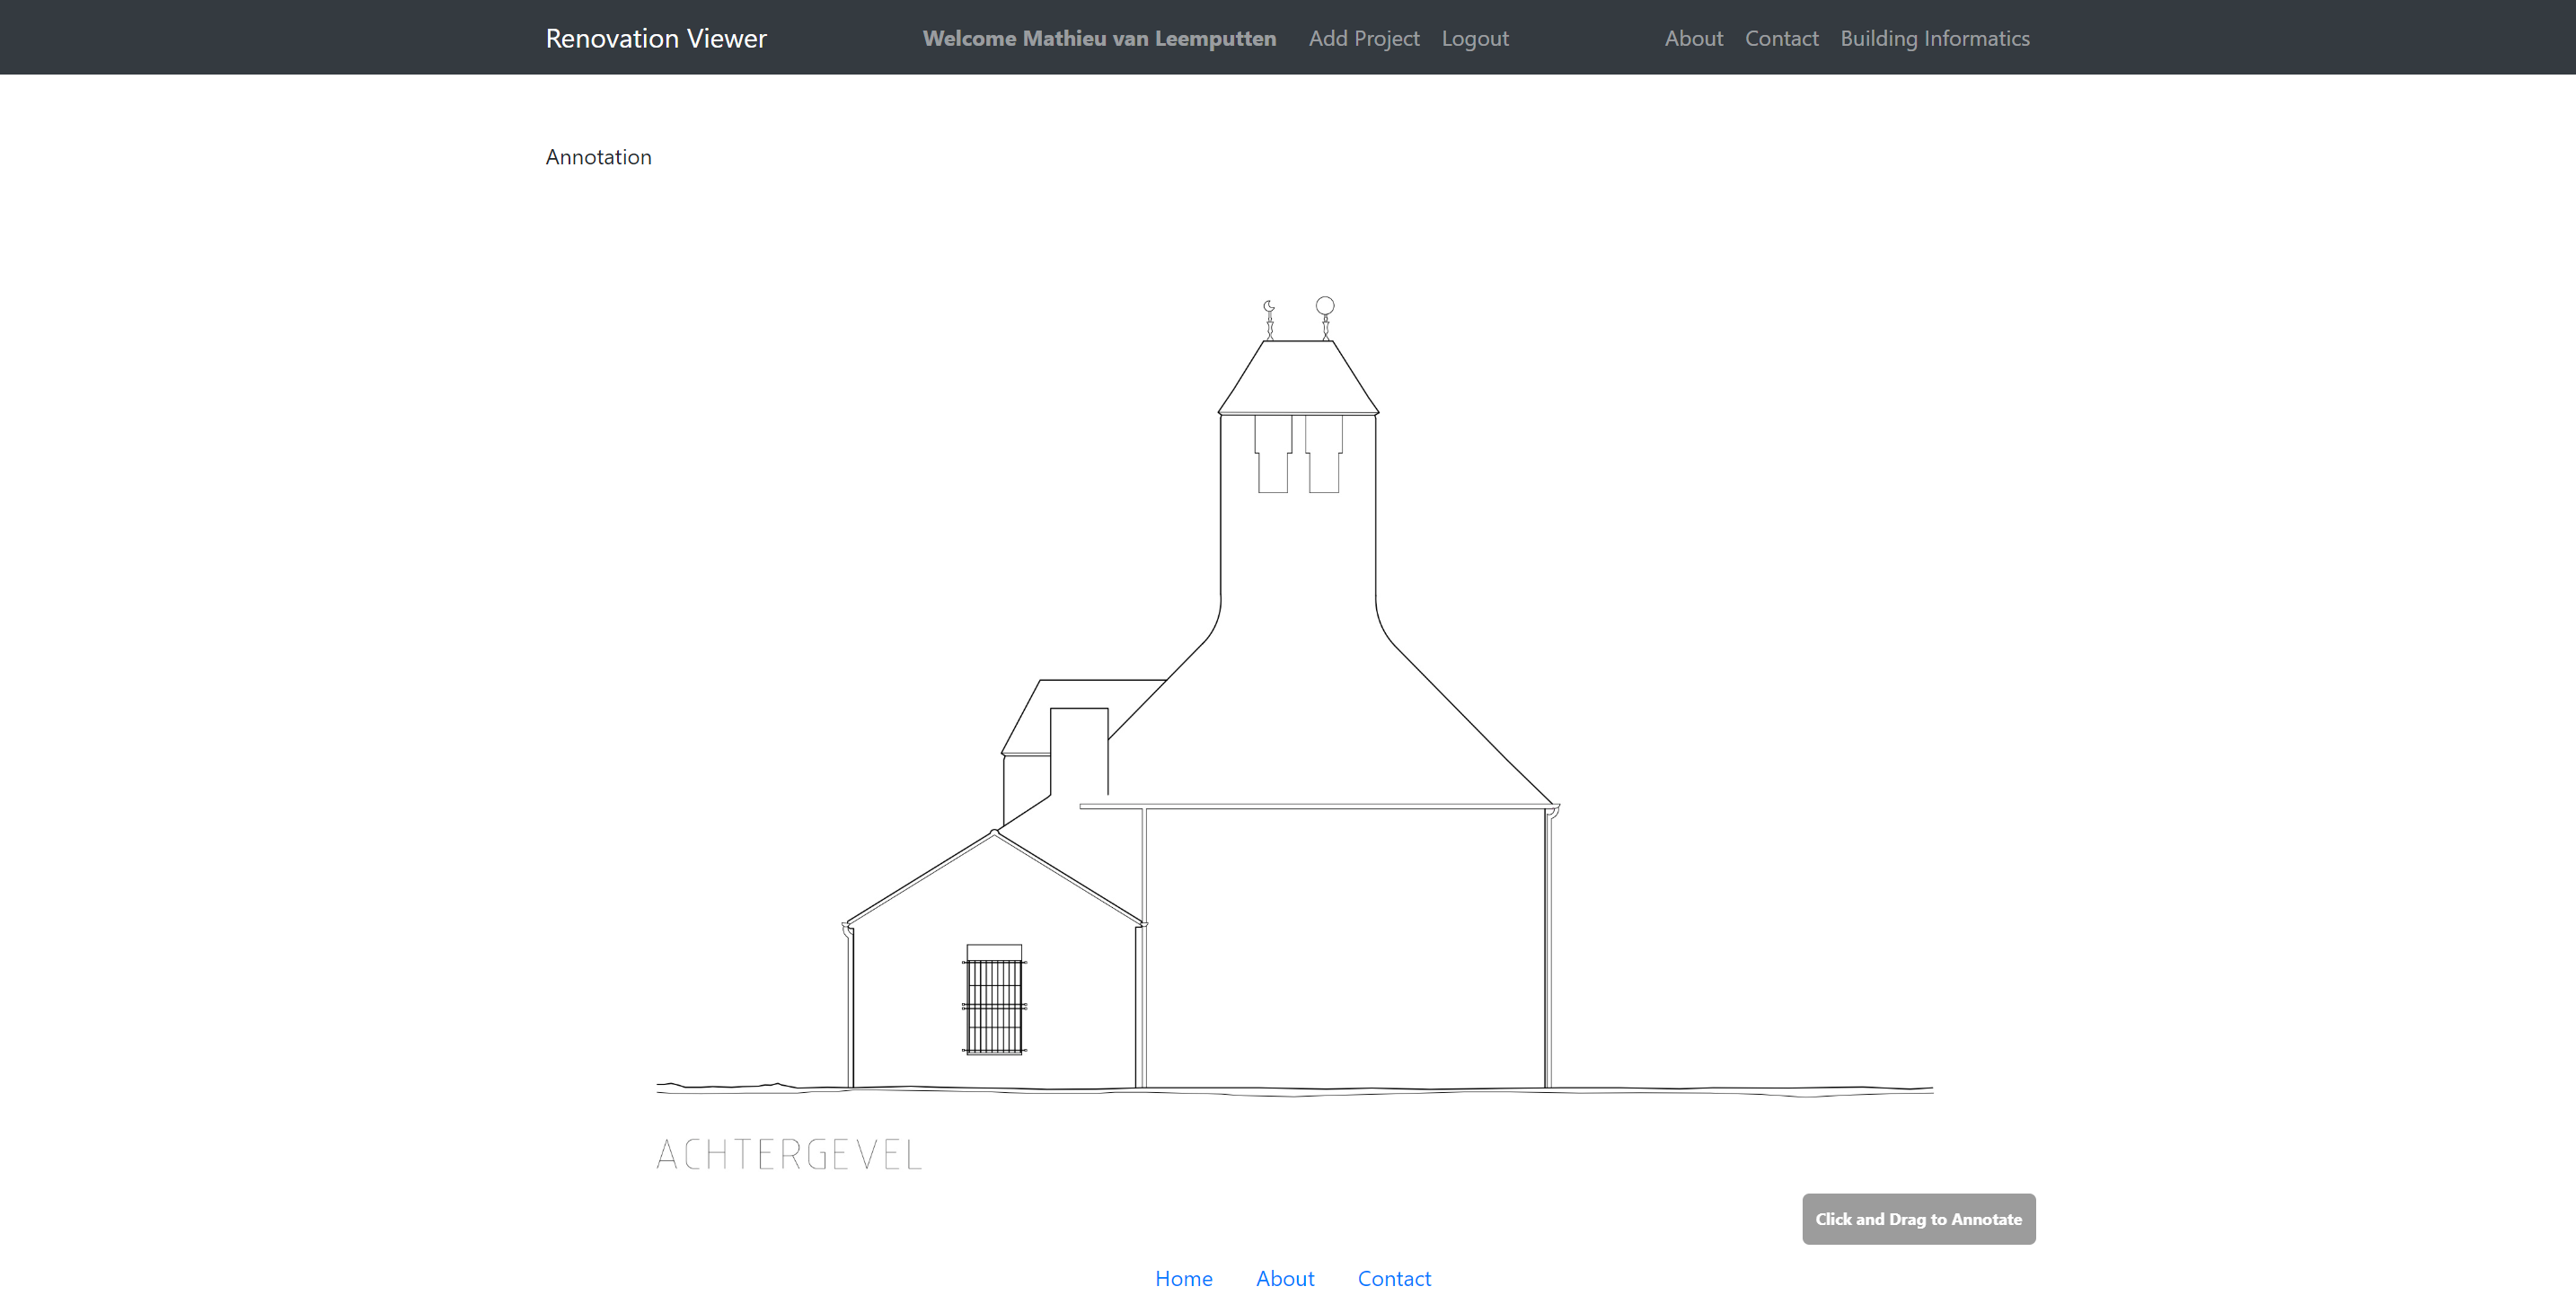 Renovation Viewer Welcome Mathieu van Leemputten Add Project Logout About Contact Building Informatics
Annotation
ACHTERGEVEL
Click and Drag to Annotate
Home About Contact